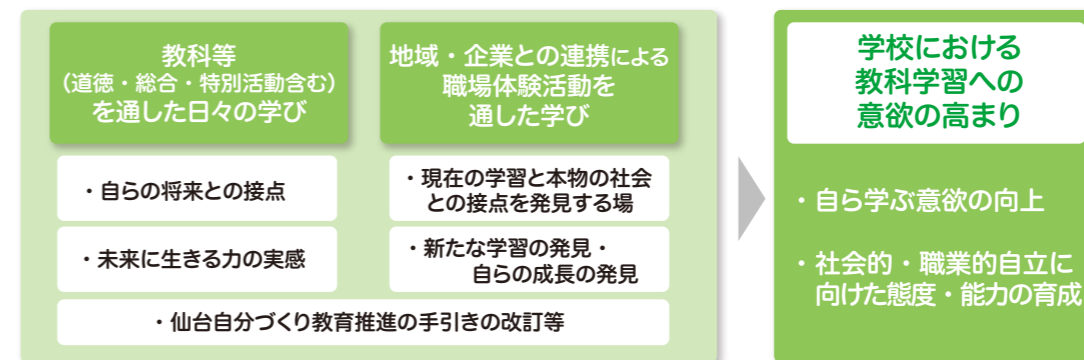 教科等
(道徳・総合・特別活動含む)
を通した日々の学び
・自らの将来との接点
・未来に生きる力の実感
地域・企業との連携による
職場体験活動を
通した学び
・現在の学習と本物の社会
との接点を発見する場
・新たな学習の発見・
自らの成長の発見
・仙台自分づくり教育推進の手引きの改訂等
学校における
教科学習への
意欲の高まり
・自ら学ぶ意欲の向上
・社会的・職業的自立に
向けた態度・能力の育成